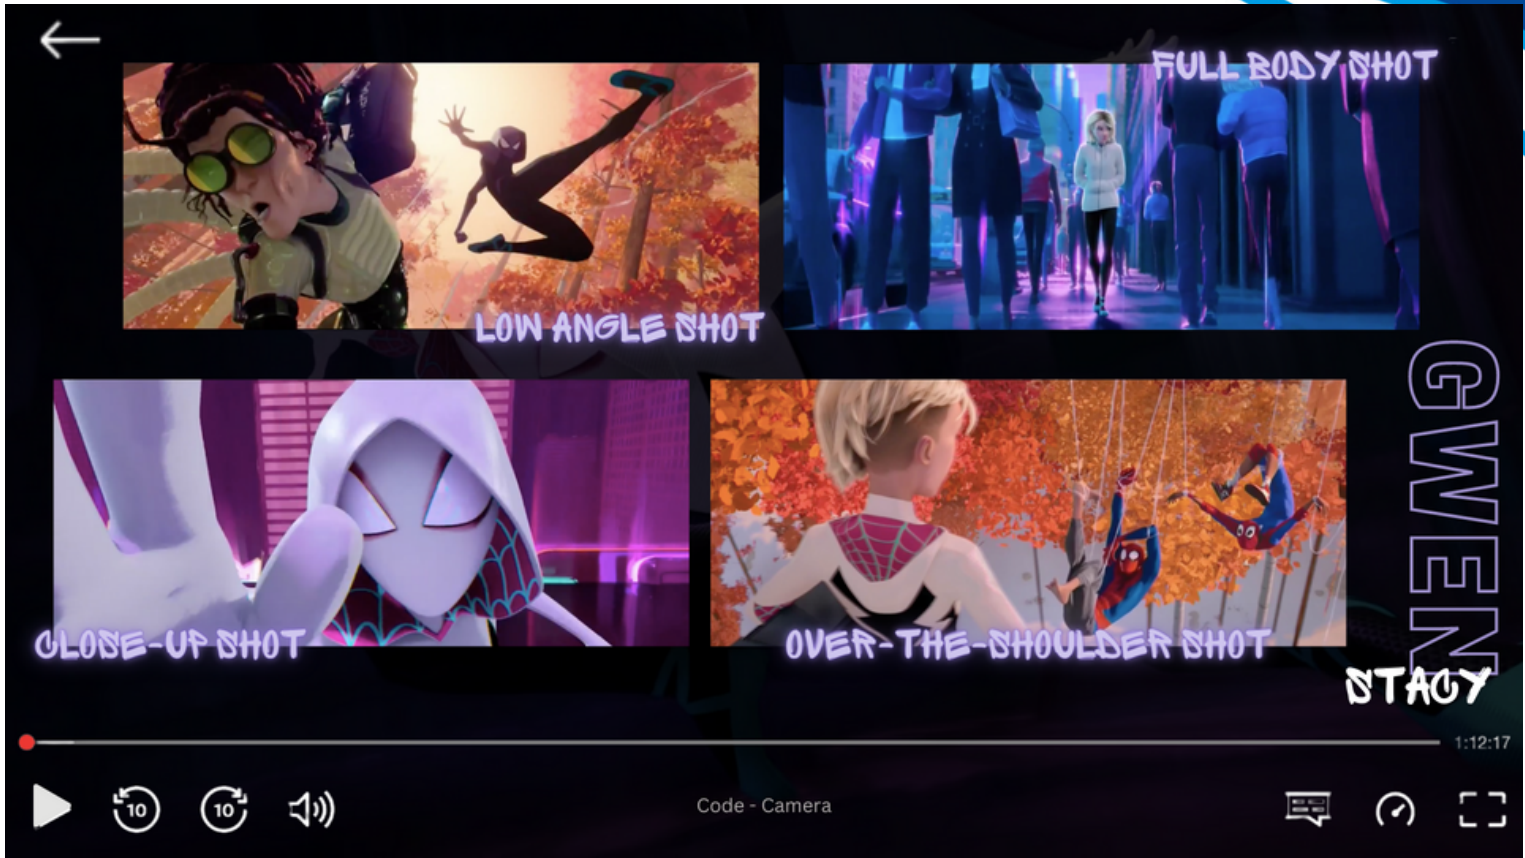 FULL BODY SHOT
LOW ANGLE SHOT
CLOSE-UP SHOT
OVER-THE-SHOULDER SHOT
GWEN
STACY
1:12:17
10
10
Code - Camera